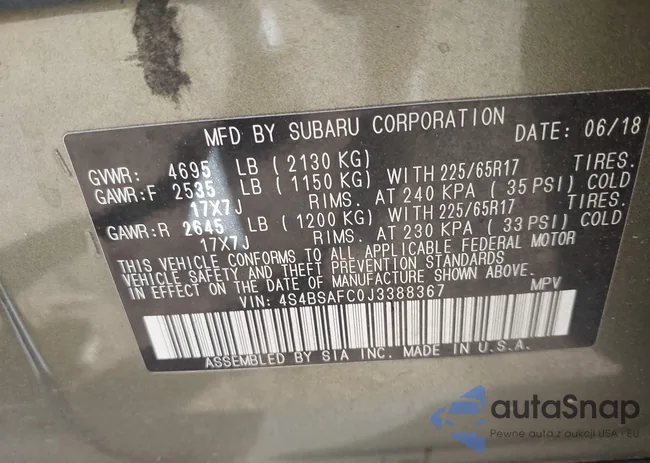 MFD BY SUBARU CORPORATION DATE: 06/18
GVWR: 4695 LB (2130 KG)
GAWR:F 2535 LB (1150 KG) WITH 225/65R17 TIRES.
17X7J RIMS. AT 240 KPA (35 PSI) COLD
GAWR:R 2645 LB (1200 KG) WITH 225/65R17 TIRES.
17X7J RIMS. AT 230 KPA (33 PSI) COLD
THIS VEHICLE CONFORMS TO ALL APPLICABLE FEDERAL MOTOR
VEHICLE SAFETY AND THEFT PREVENTION STANDARDS
IN EFFECT ON THE DATE OF MANUFACTURE SHOWN ABOVE.
VIN: 4S4BSAFC0J3388367 MPV
ASSEMBLED BY SIA INC. MADE IN U.S.A.
autaSnap
Pewne auta z aukcji USA - EU